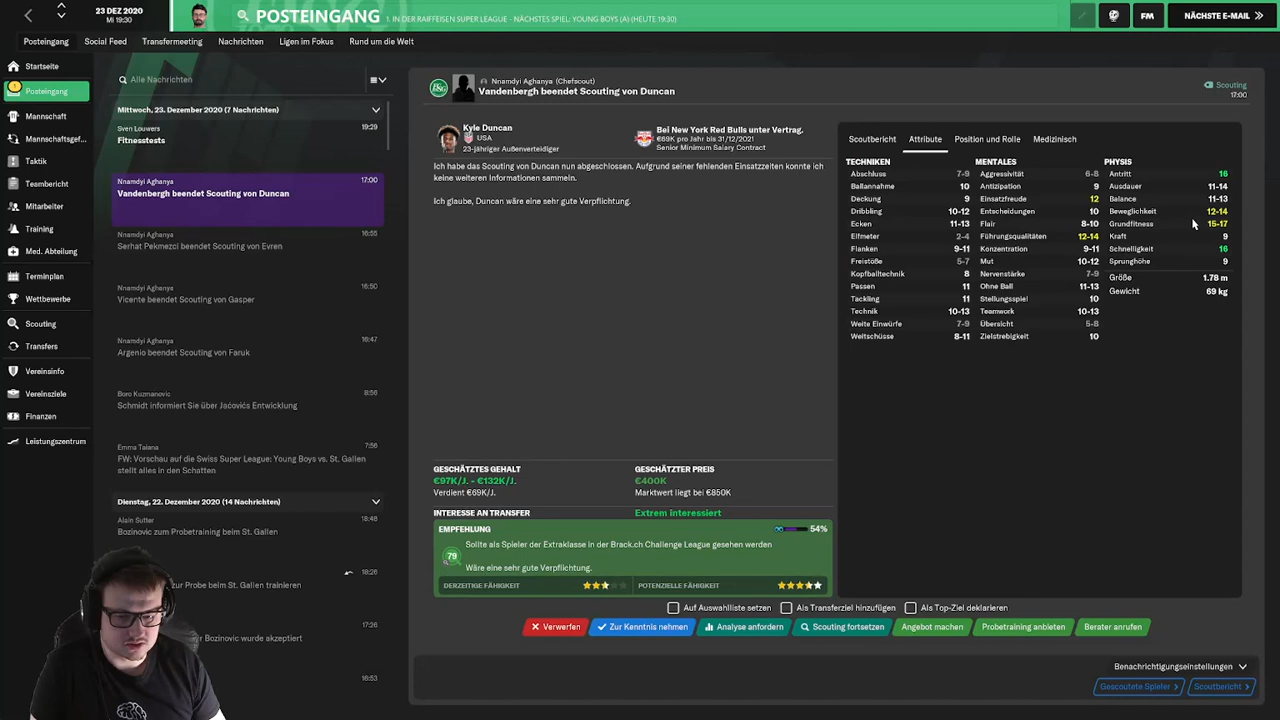 23 DEZ 2020
MI 19:30
POSTEINGANG
1. IN DER RAIFFEISEN SUPER LEAGUE - NÄCHSTES SPIEL: YOUNG BOYS (A) (HEUTE 19:30)
FM
NÄCHSTE E-MAIL
Posteingang
Social Feed
Transfermeeting
Nachrichten
Ligen im Fokus
Rund um die Welt
Startseite
Posteingang
Mannschaft
Mannschaftsgef...
Taktik
Teambericht
Mitarbeiter
Training
Med. Abteilung
Terminplan
Wettbewerbe
Scouting
Transfers
Vereinsinfo
Vereinsziele
Finanzen
Leistungszentrum
Alle Nachrichten
Mittwoch, 23. Dezember 2020 (7 Nachrichten)
Sven Louwers 19:29
Fitnesstests
Nnamdyi Aghanya 17:00
Vandenbergh beendet Scouting von Duncan
Nnamdyi Aghanya 16:55
Serhat Pekmezci beendet Scouting von Evren
Nnamdyi Aghanya 16:50
Vicente beendet Scouting von Gasper
Nnamdyi Aghanya 16:47
Argenio beendet Scouting von Faruk
Boro Kuzmanovic 8:56
Schmidt informiert Sie über Jaćovićs Entwicklung
Emma Taiana 7:56
FW: Vorschau auf die Swiss Super League: Young Boys vs. St. Gallen
stellt alles in den Schatten
Dienstag, 22. Dezember 2020 (14 Nachrichten)
Alain Sutter 18:48
Bozinovic zum Probetraining beim St. Gallen
18:26
zur Probe beim St. Gallen trainieren
17:26
er Bozinovic wurde akzeptiert
16:53
Nnamdyi Aghanya (Chefscout)
Vandenbergh beendet Scouting von Duncan
Scouting
17:00
Kyle Duncan
USA
23-jähriger Außenverteidiger
Bei New York Red Bulls unter Vertrag.
€69K pro Jahr bis 31/12/2021
Senior Minimum Salary Contract
Ich habe das Scouting von Duncan nun abgeschlossen. Aufgrund seiner fehlenden Einsatzzeiten konnte ich
keine weiteren Informationen sammeln.
Ich glaube, Duncan wäre eine sehr gute Verpflichtung.
GESCHÄTZTES GEHALT
€97K/J. - €132K/J.
Verdient €69K/J.
GESCHÄTZTER PREIS
€400K
Marktwert liegt bei €850K
INTERESSE AN TRANSFER
Extrem Interessiert
EMPFEHLUNG 54%
Sollte als Spieler der Extraklasse in der Brack.ch Challenge League gesehen werden
79
Wäre eine sehr gute Verpflichtung.
DERZEITIGE FÄHIGKEIT
POTENZIELLE FÄHIGKEIT
Scoutbericht
Attribute
Position und Rolle
Medizinisch
TECHNIKEN MENTALES PHYSIS
Abschluss 7-9 Aggressivität 6-8 Antritt 16
Ballannahme 10 Antizipation 9 Ausdauer 11-14
Deckung 9 Einsatzfreude 12 Balance 11-13
Dribbling 10-12 Entscheidungen 10 Beweglichkeit 12-14
Ecken 11-13 Flair 8-10 Grundfitness 15-17
Elfmeter 2-4 Führungsqualitäten 12-14 Kraft 9
Flanken 9-11 Konzentration 9-11 Schnelligkeit 16
Freistöße 5-7 Mut 10-12 Sprunghöhe 9
Kopfballtechnik 8 Nervenstärke 7-9 Größe 1.78 m
Passen 11 Ohne Ball 11-13 Gewicht 69 kg
Tackling 11 Stellungsspiel 10
Technik 10-13 Teamwork 10-13
Weite Einwürfe 7-9 Übersicht 5-8
Weitschüsse 8-11 Zielstrebigkeit 10
Auf Auswahlliste setzen
Als Transferziel hinzufügen
Als Top-Ziel deklarieren
Verwerfen
Zur Kenntnis nehmen
Analyse anfordern
Scouting fortsetzen
Angebot machen
Probetraining anbieten
Berater anrufen
Benachrichtigungseinstellungen
Gescoutete Spieler
Scoutbericht